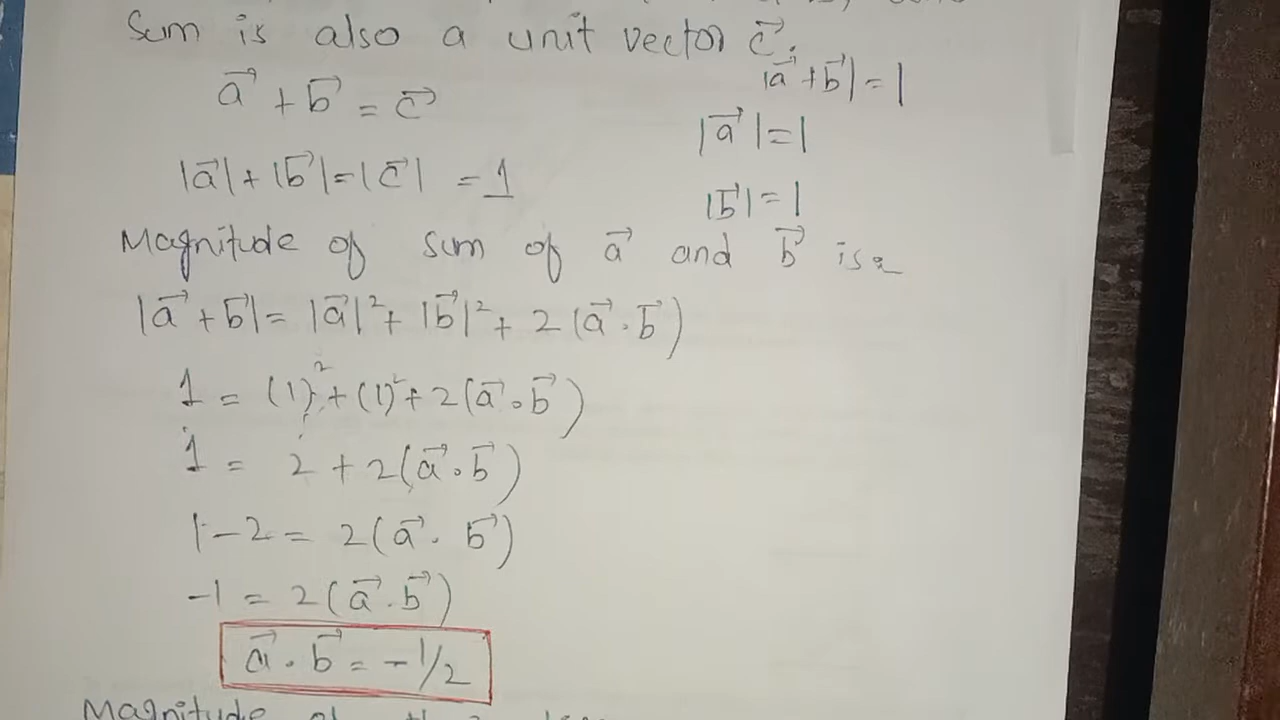 Sum is also a unit vector c⃗.
a⃗ + b⃗ = c⃗
|a⃗ + b⃗| = 1
|a⃗| = 1
|a⃗| + |b⃗| = |c⃗| = 1
|b⃗| = 1
Magnitude of sum of a⃗ and b⃗ is:
|a⃗ + b⃗| = |a⃗|² + |b⃗|² + 2(a⃗ · b⃗)
1 = (1)² + (1)² + 2(a⃗ · b⃗)
1 = 2 + 2(a⃗ · b⃗)
1 - 2 = 2(a⃗ · b⃗)
-1 = 2(a⃗ · b⃗)
a⃗ · b⃗ = -1/2
Magnitude